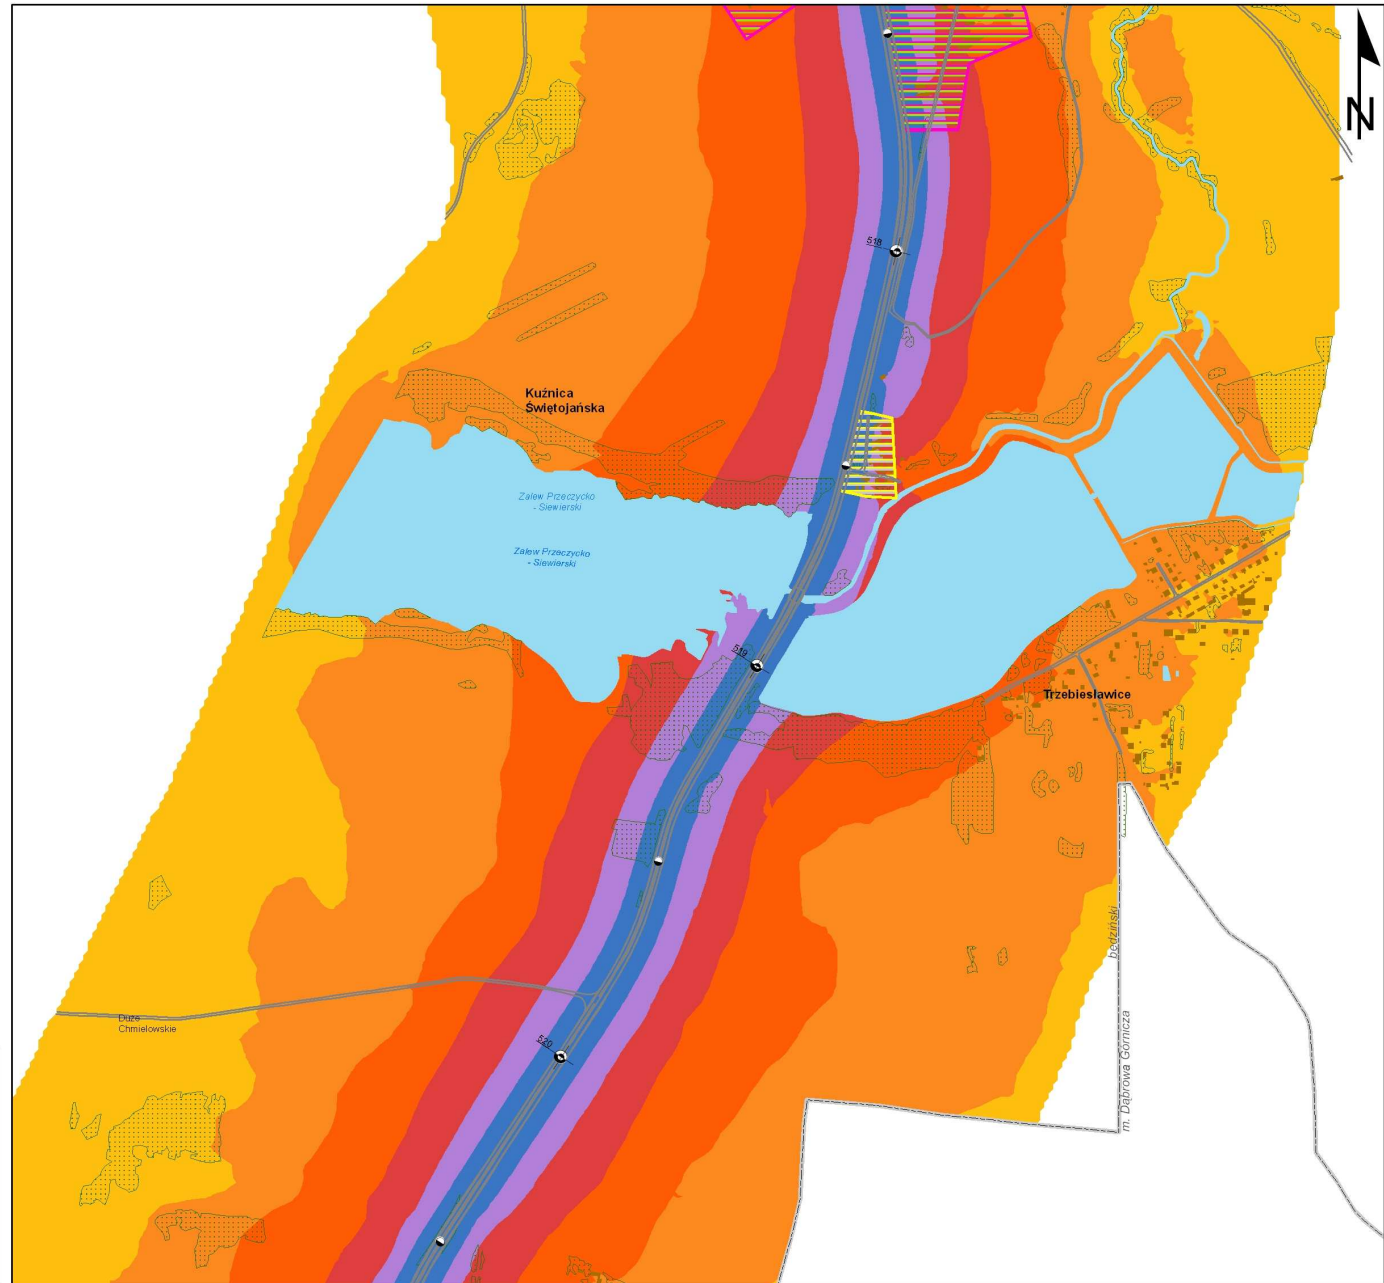 N
518
Kuźnica
Świętojańska
Zalew Przeczycko
- Siewierski
Zalew Przeczycko
- Siewierski
519
Trzebiesławice
będziński
m. Dąbrowa Górnicza
Duże
Chmielowskie
520